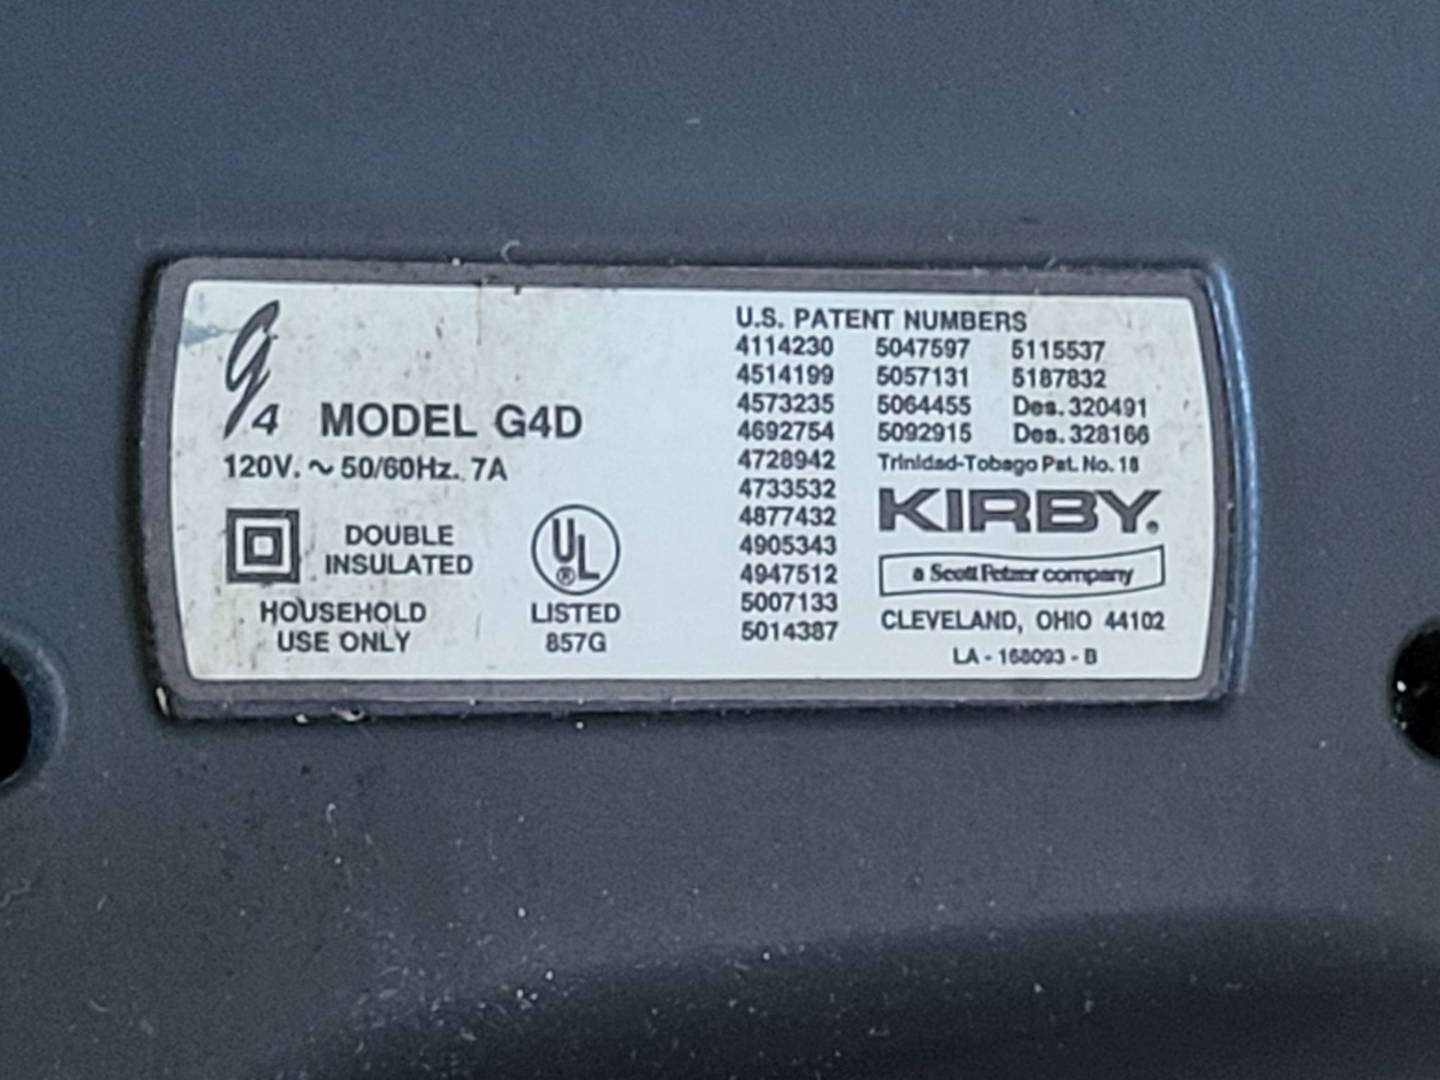 G4
MODEL G4D
120V. ~ 50/60Hz. 7A
DOUBLE
INSULATED
HOUSEHOLD
USE ONLY
UL
®
LISTED
857G
U.S. PATENT NUMBERS
4114230 5047597 5115537
4514199 5057131 5187832
4573235 5064455 Des. 320491
4692754 5092915 Des. 328166
4728942 Trinidad-Tobago Pat. No. 18
4733532
4877432
4905343
4947512
5007133
5014387
KIRBY®
a Scott Fetzer company
CLEVELAND, OHIO 44102
LA - 168093 - B